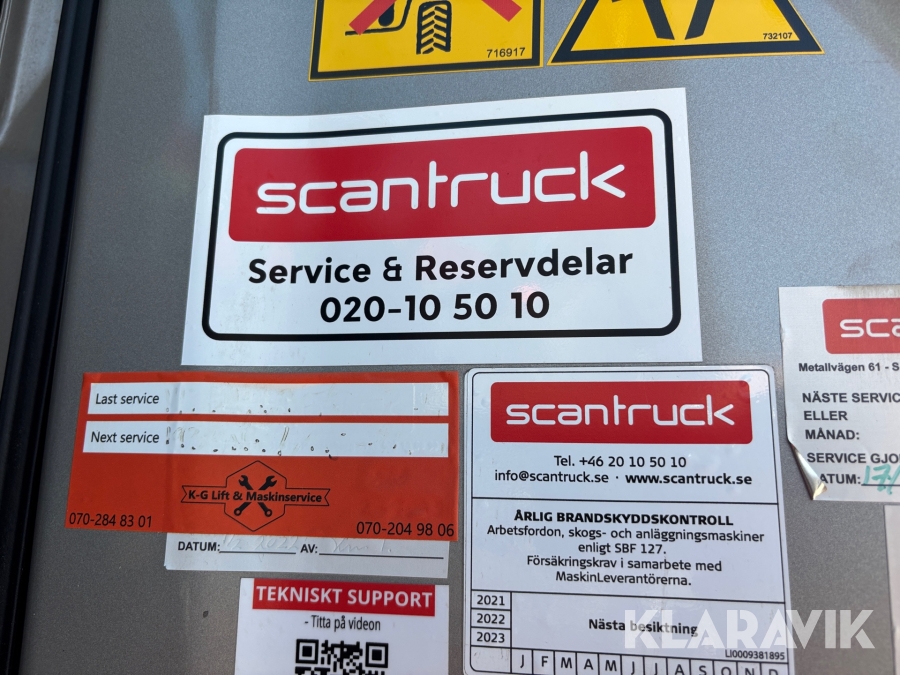 716917
732107
scantruck
Service & Reservdelar
020-10 50 10
Last service
Next service
K-G Lift & Maskinservice
070-284 83 01
070-204 98 06
DATUM:
AV:
TEKNISKT SUPPORT
- Titta på videon
scantruck
Tel. +46 20 10 50 10
info@scantruck.se · www.scantruck.se
ÅRLIG BRANDSKYDDSKONTROLL
Arbetsfordon, skogs- och anläggningsmaskiner
enligt SBF 127.
Försäkringskrav i samarbete med
MaskinLeverantörerna.
2021
2022
2023
Nästa besiktning
LI0009381895
J F M A M J J A S O N D
Metallvägen 61 - S
NÄSTE SERVIC
ELLER
MÅNAD:
SERVICE GJO
ATUM: 17/
KLARAVIK